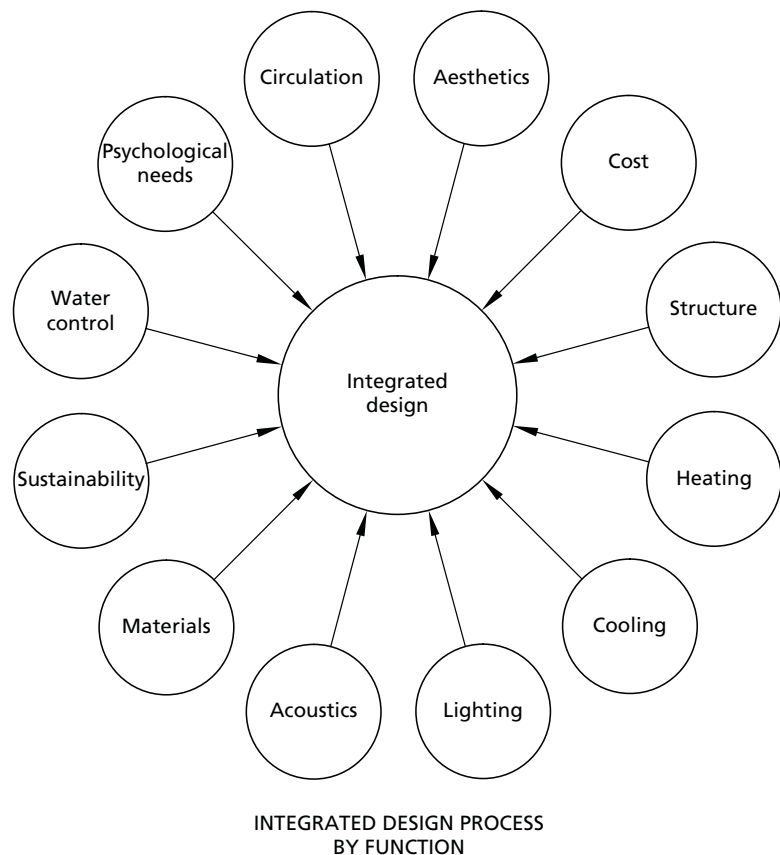 Circulation
Aesthetics
Psychological
needs
Cost
Water
control
Structure
Integrated
design
Sustainability
Heating
Materials
Cooling
Acoustics
Lighting
INTEGRATED DESIGN PROCESS
BY FUNCTION